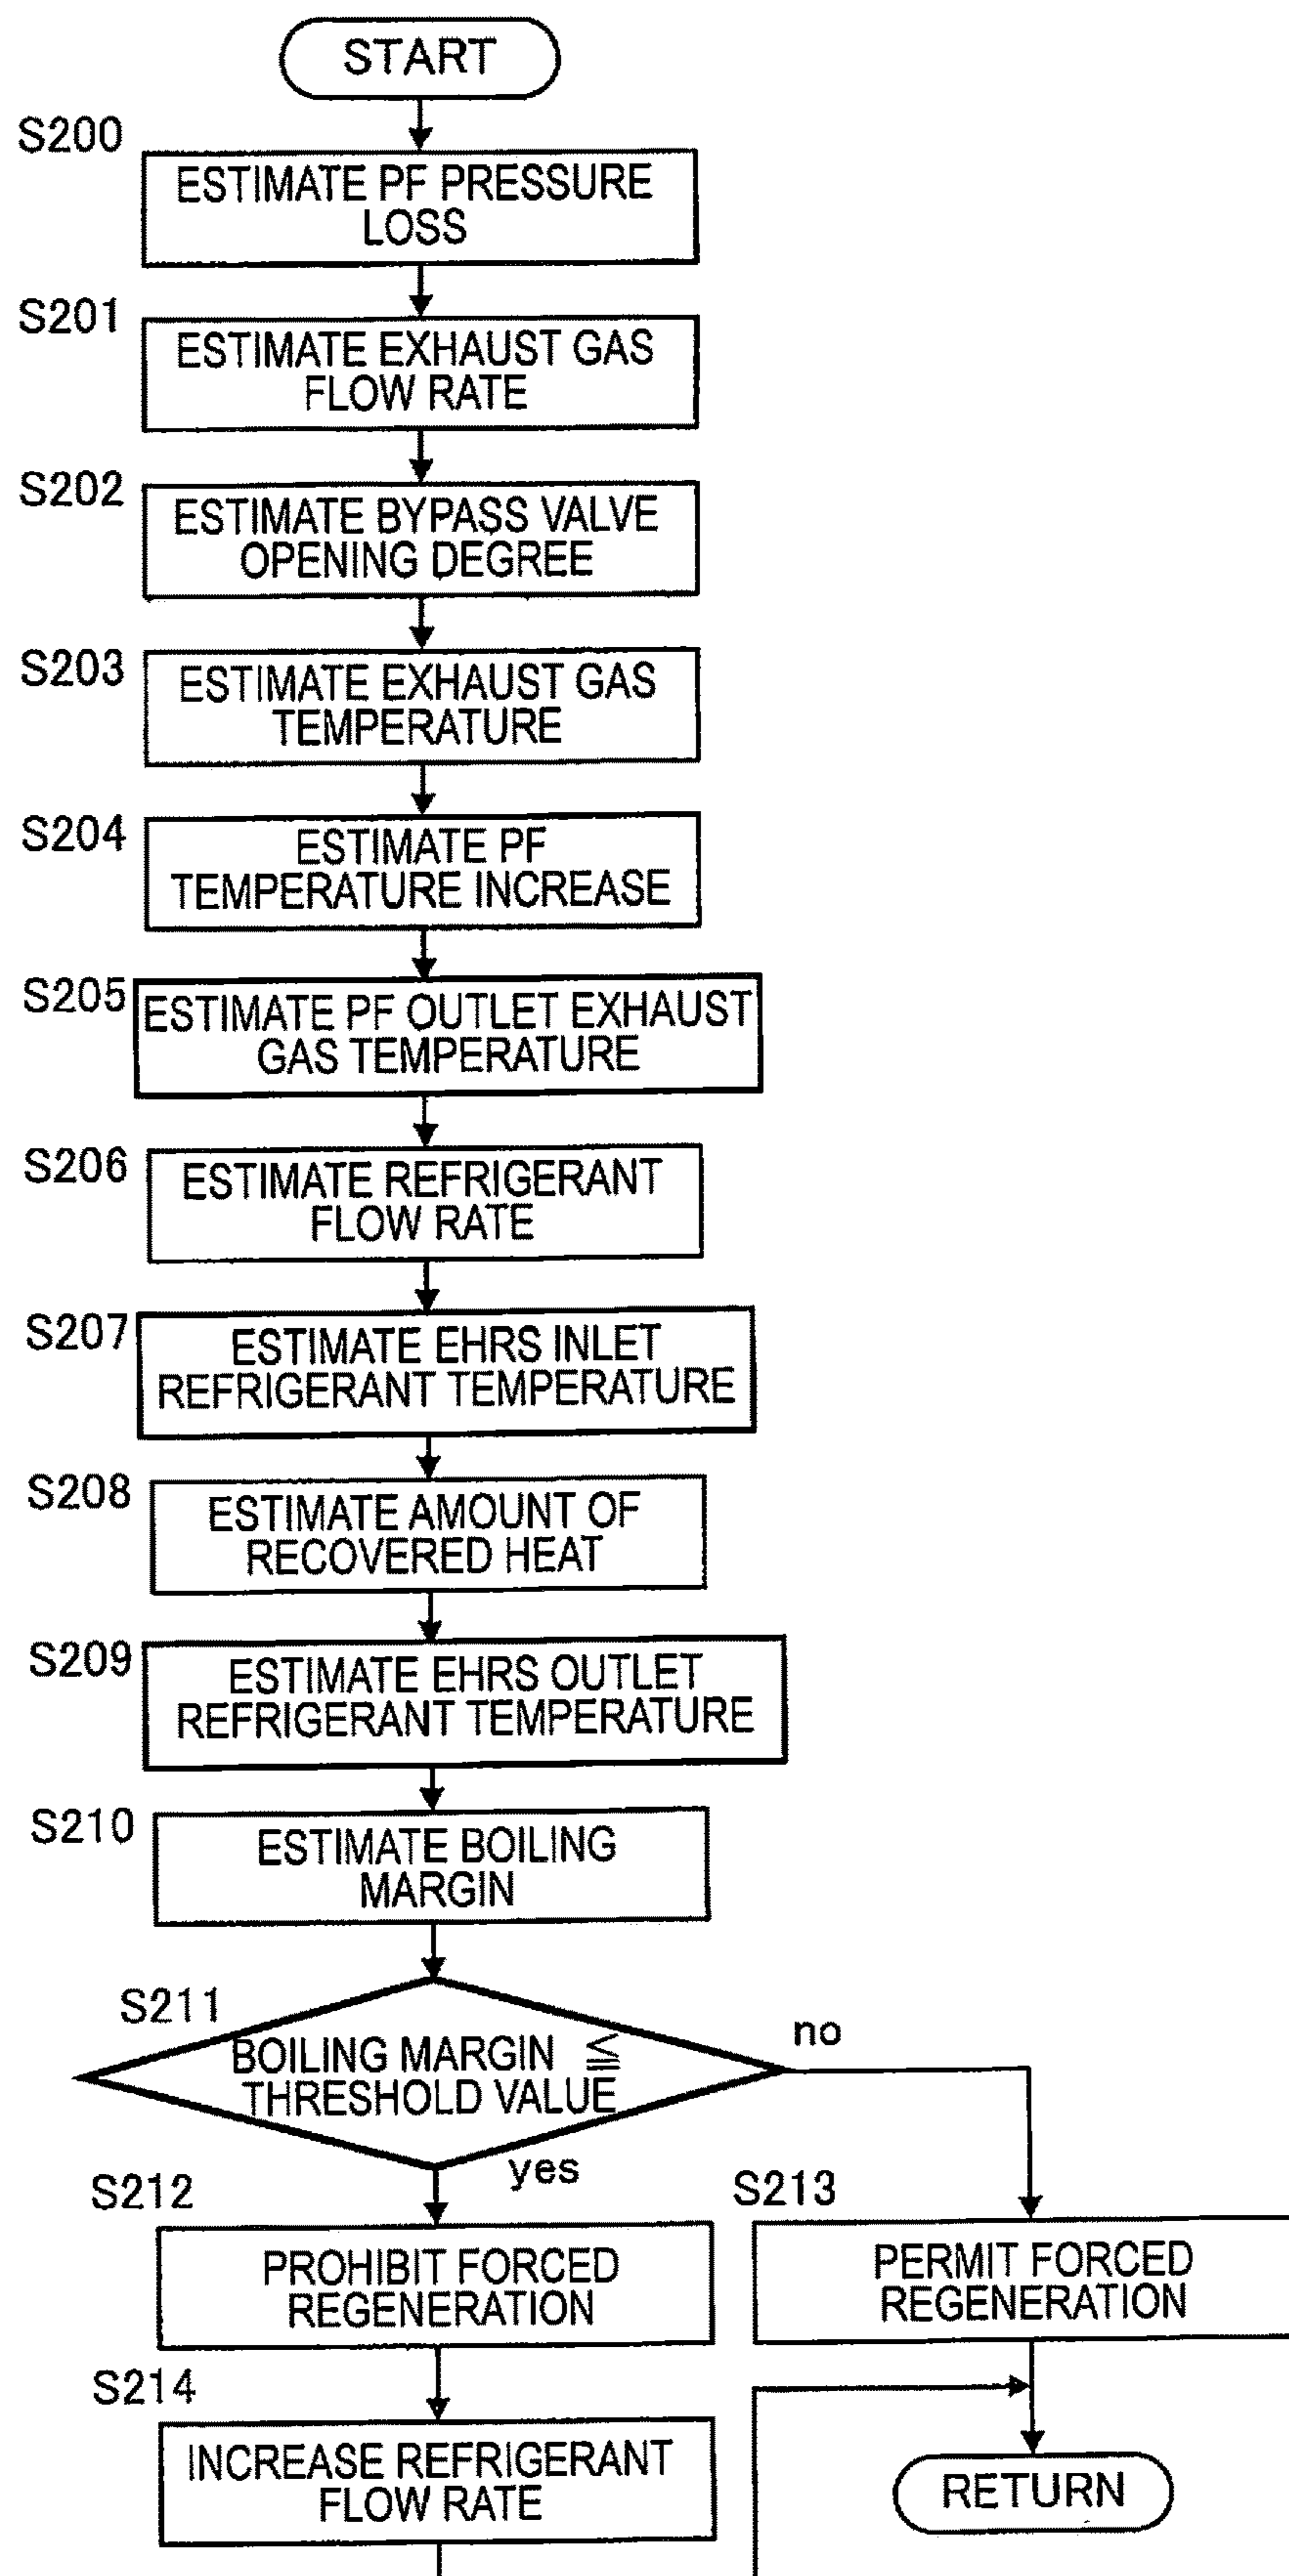 START
S200
ESTIMATE PF PRESSURE
LOSS
S201
ESTIMATE EXHAUST GAS
FLOW RATE
S202
ESTIMATE BYPASS VALVE
OPENING DEGREE
S203
ESTIMATE EXHAUST GAS
TEMPERATURE
S204
ESTIMATE PF
TEMPERATURE INCREASE
S205
ESTIMATE PF OUTLET EXHAUST
GAS TEMPERATURE
S206
ESTIMATE REFRIGERANT
FLOW RATE
S207
ESTIMATE EHRS INLET
REFRIGERANT TEMPERATURE
S208
ESTIMATE AMOUNT OF
RECOVERED HEAT
S209
ESTIMATE EHRS OUTLET
REFRIGERANT TEMPERATURE
S210
ESTIMATE BOILING
MARGIN
S211
BOILING MARGIN ≦
THRESHOLD VALUE
no
yes
S212
PROHIBIT FORCED
REGENERATION
S213
PERMIT FORCED
REGENERATION
S214
INCREASE REFRIGERANT
FLOW RATE
RETURN